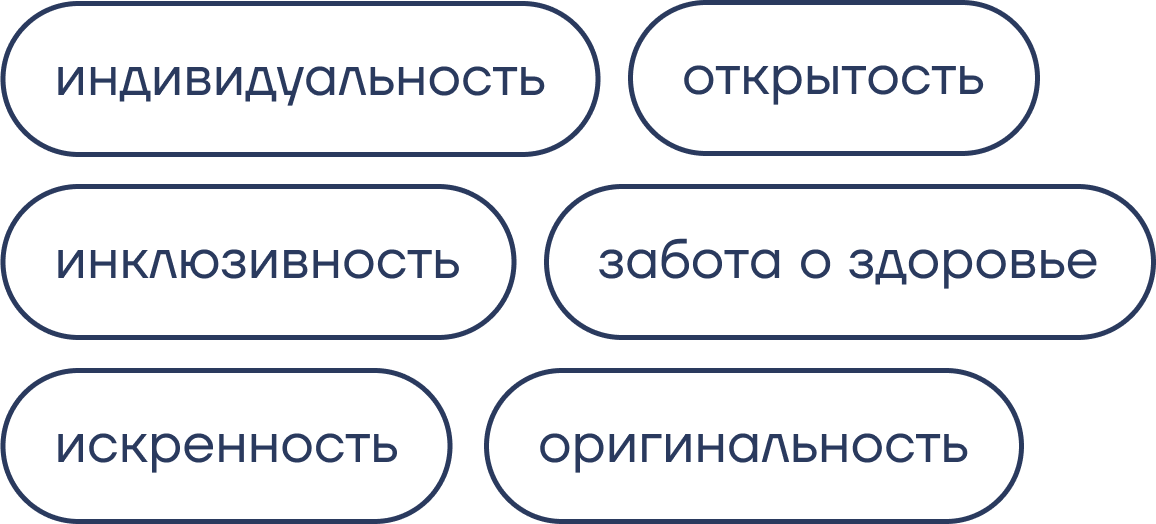 индивидуальность
открытость
инклюзивность
забота о здоровье
искренность
оригинальность